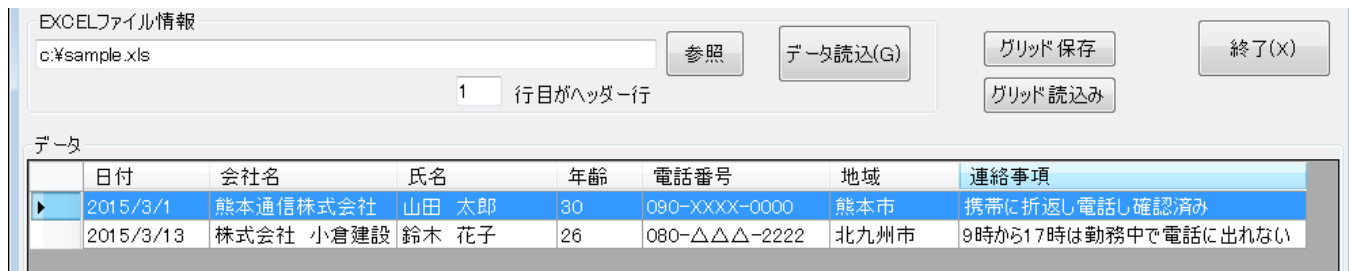 EXCELファイル情報
c:¥sample.xls 参照 データ読込(G) グリッド保存 終了(X)
1 行目がヘッダー行 グリッド読込み
データ
日付 会社名 氏名 年齢 電話番号 地域 連絡事項
2015/3/1 熊本通信株式会社 山田 太郎 30 090-XXXX-0000 熊本市 携帯に折返し電話し確認済み
2015/3/13 株式会社 小倉建設 鈴木 花子 26 080-△△△-2222 北九州市 9時から17時は勤務中で電話に出れない